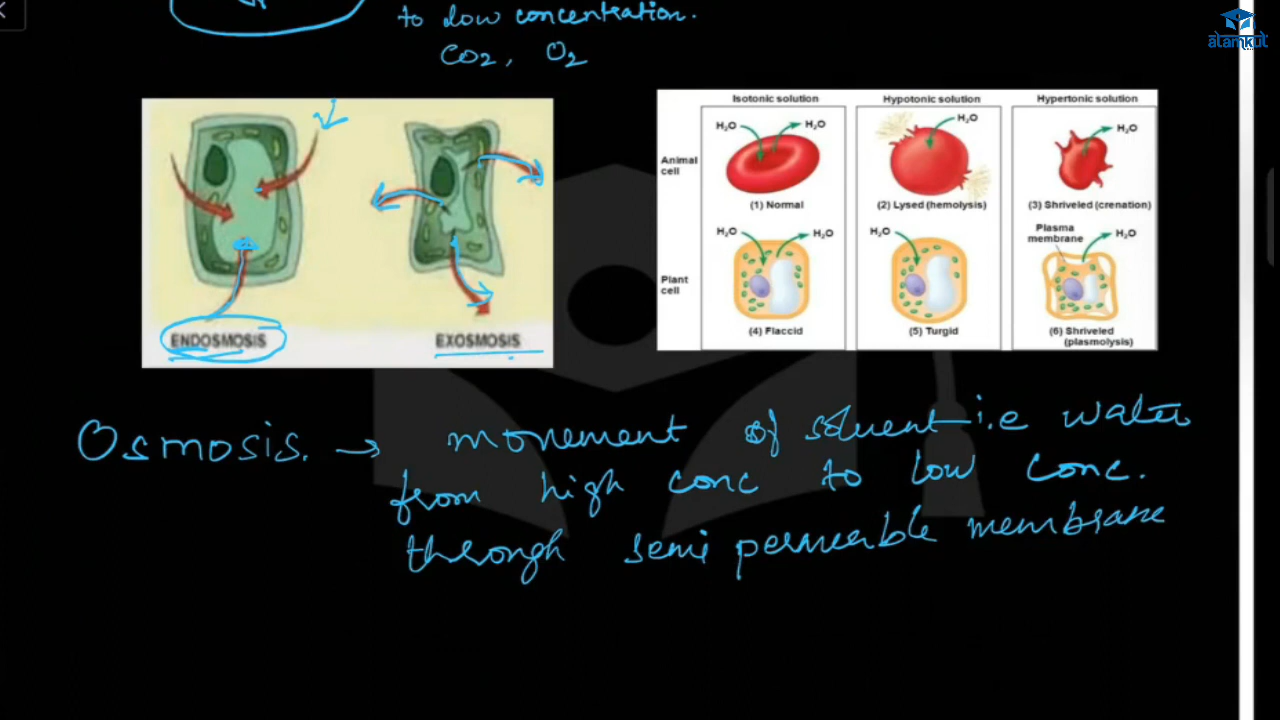 to low concentration.
CO2, O2
alamkut
Isotonic solution
Hypotonic solution
Hypertonic solution
Animal cell
H₂O
H₂O
(1) Normal
H₂O
(2) Lysed (hemolysis)
H₂O
(3) Shriveled (crenation)
Plant cell
H₂O
H₂O
(4) Flaccid
H₂O
(5) Turgid
Plasma membrane
H₂O
(6) Shriveled
(plasmolysis)
ENDOSMOSIS
EXOSMOSIS
Osmosis. → movement of solvent i.e water
from high conc to low conc.
through semi permeable membrane